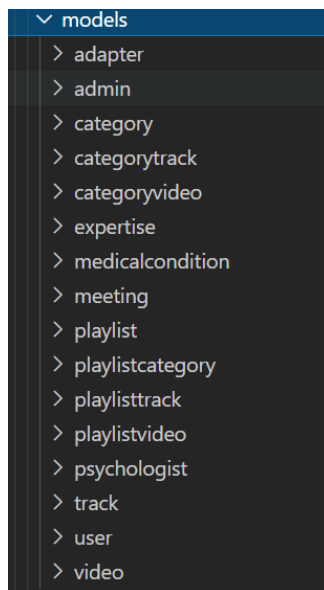 models
adapter
admin
category
categorytrack
categoryvideo
expertise
medicalcondition
meeting
playlist
playlistcategory
playlisttrack
playlistvideo
psychologist
track
user
video